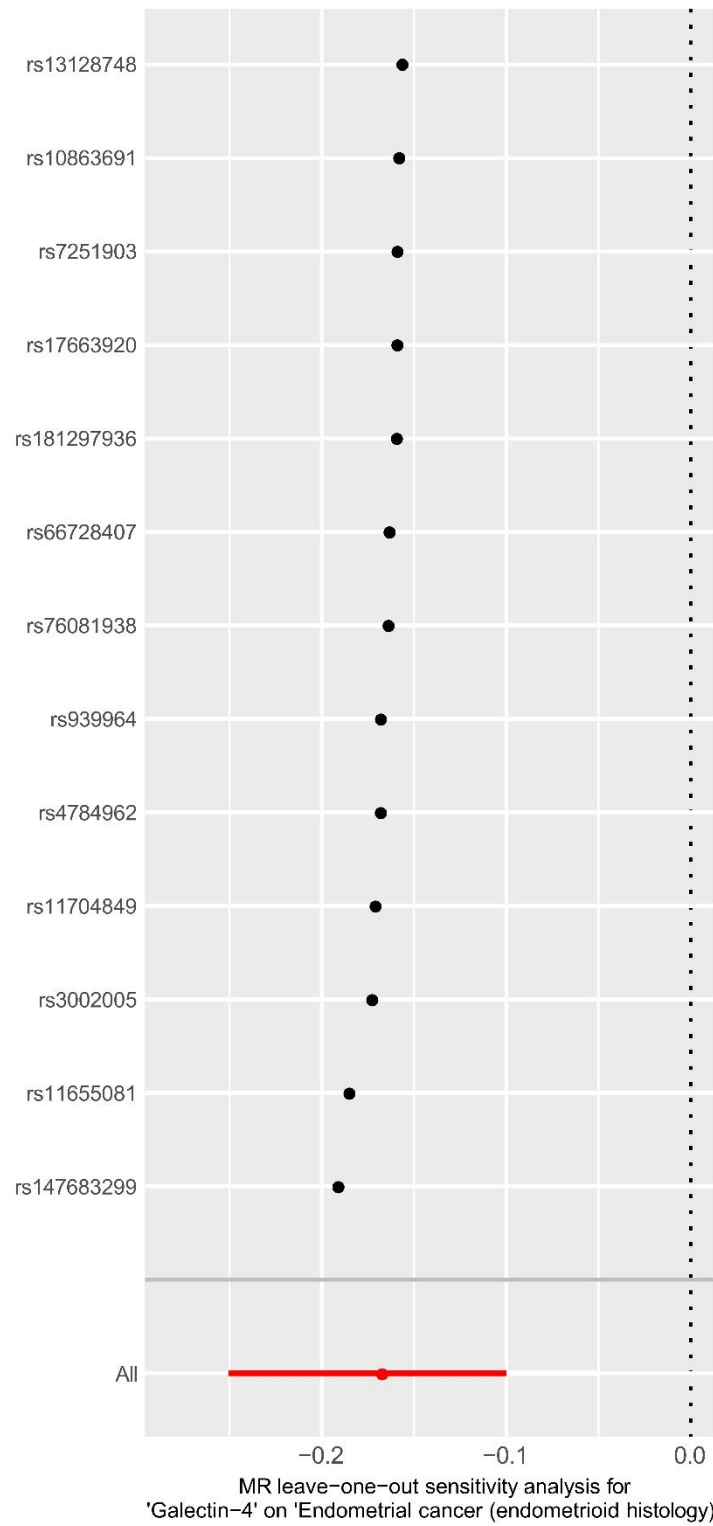 rs13128748
rs10863691
rs7251903
rs17663920
rs181297936
rs66728407
rs76081938
rs939964
rs4784962
rs11704849
rs3002005
rs11655081
rs147683299
All
−0.2 −0.1 0.0
MR leave−one−out sensitivity analysis for
'Galectin−4' on 'Endometrial cancer (endometrioid histology)